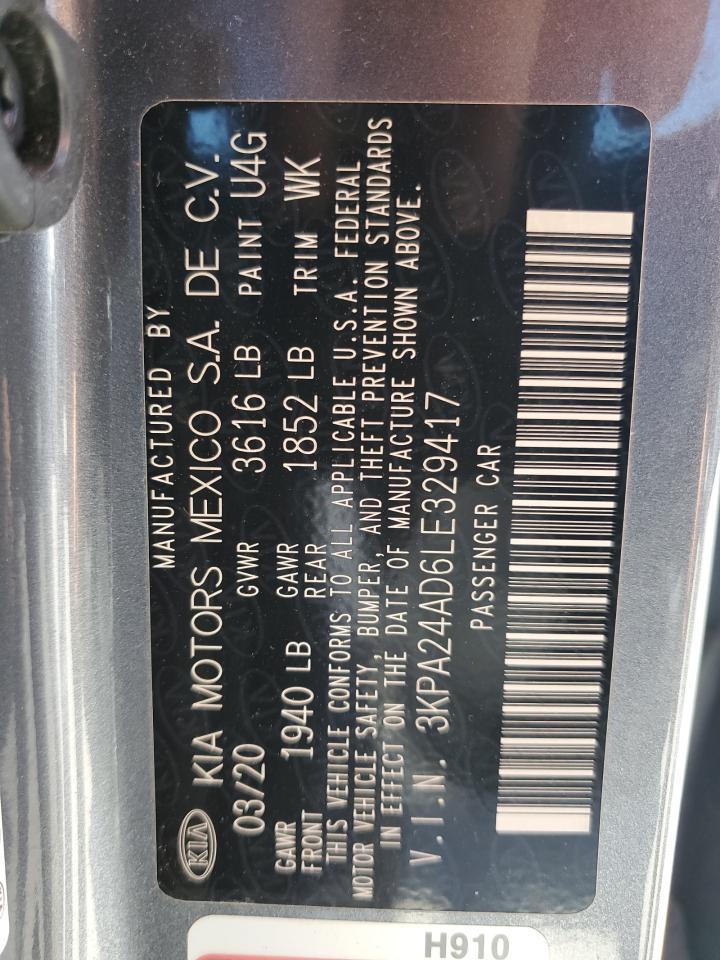 MANUFACTURED BY
KIA KIA MOTORS MEXICO S.A. DE C.V.
03/20 GVWR 3616 LB PAINT U4G
GAWR FRONT 1940 LB GAWR REAR 1852 LB TRIM WK
THIS VEHICLE CONFORMS TO ALL APPLICABLE U.S.A. FEDERAL
MOTOR VEHICLE SAFETY, BUMPER, AND THEFT PREVENTION STANDARDS
IN EFFECT ON THE DATE OF MANUFACTURE SHOWN ABOVE.
V.I.N. 3KPA24AD6LE329417
PASSENGER CAR
H910